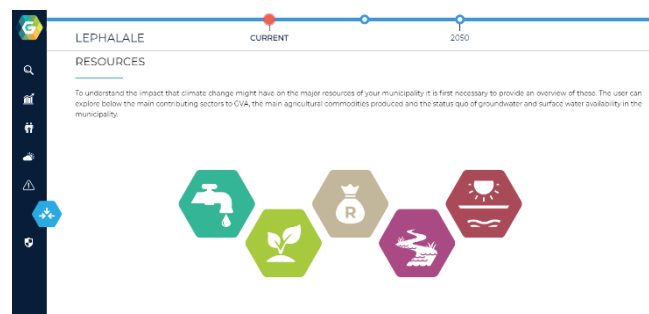 G
LEPHALALE
CURRENT
2050
RESOURCES
To understand the impact that climate change might have on the major resources of your municipality it is first necessary to provide an overview of these. The user can
explore below the main contributing sectors to GVA, the main agricultural commodities produced and the status quo of groundwater and surface water availability in the
municipality.
R